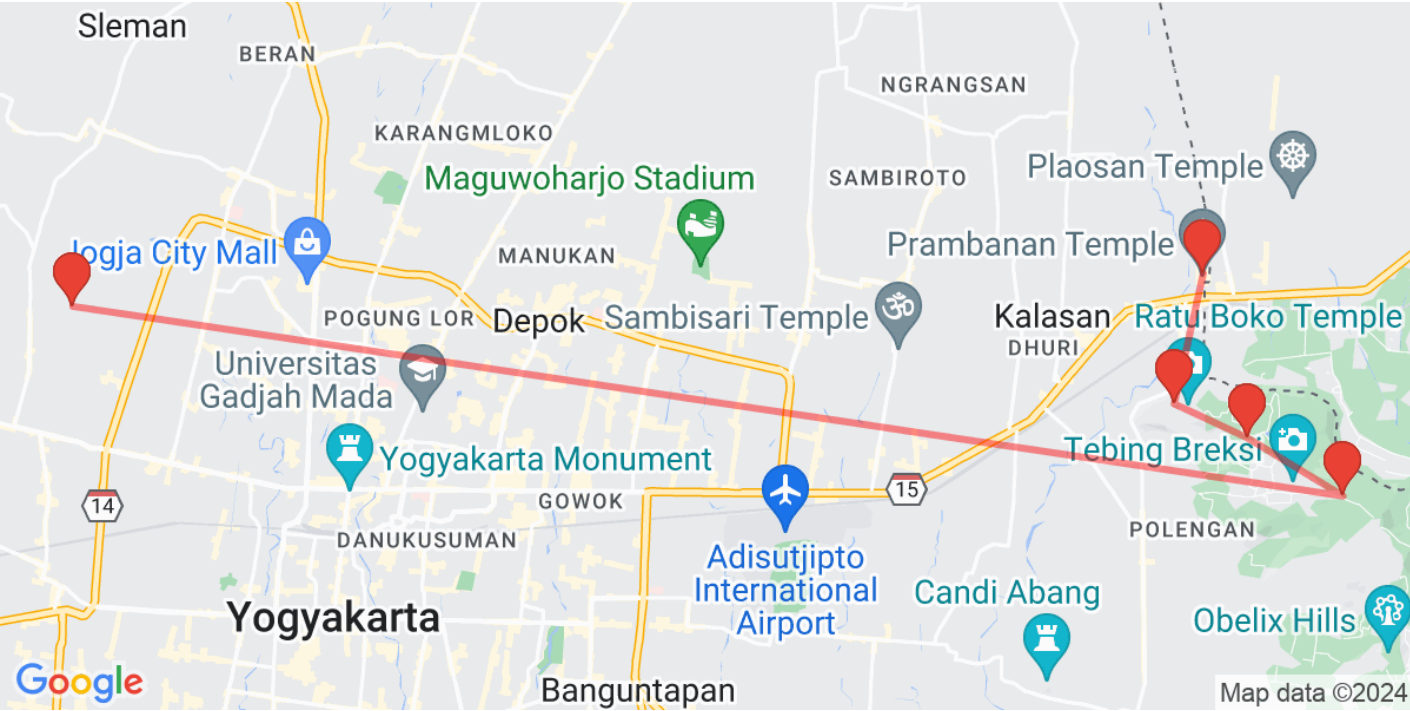 Sleman
BERAN
NGRANGSAN
KARANGMLOKO
Plaosan Temple
Maguwoharjo Stadium
SAMBIROTO
Jogja City Mall
MANUKAN
Prambanan Temple
POGUNG LOR
Depok
Sambisari Temple
Kalasan
Ratu Boko Temple
DHURI
Universitas
Gadjah Mada
Yogyakarta Monument
Tebing Breksi
14
GOWOK
15
DANUKUSUMAN
POLENGAN
Adisutjipto
International
Airport
Candi Abang
Yogyakarta
Obelix Hills
Google
Banguntapan
Map data ©2024